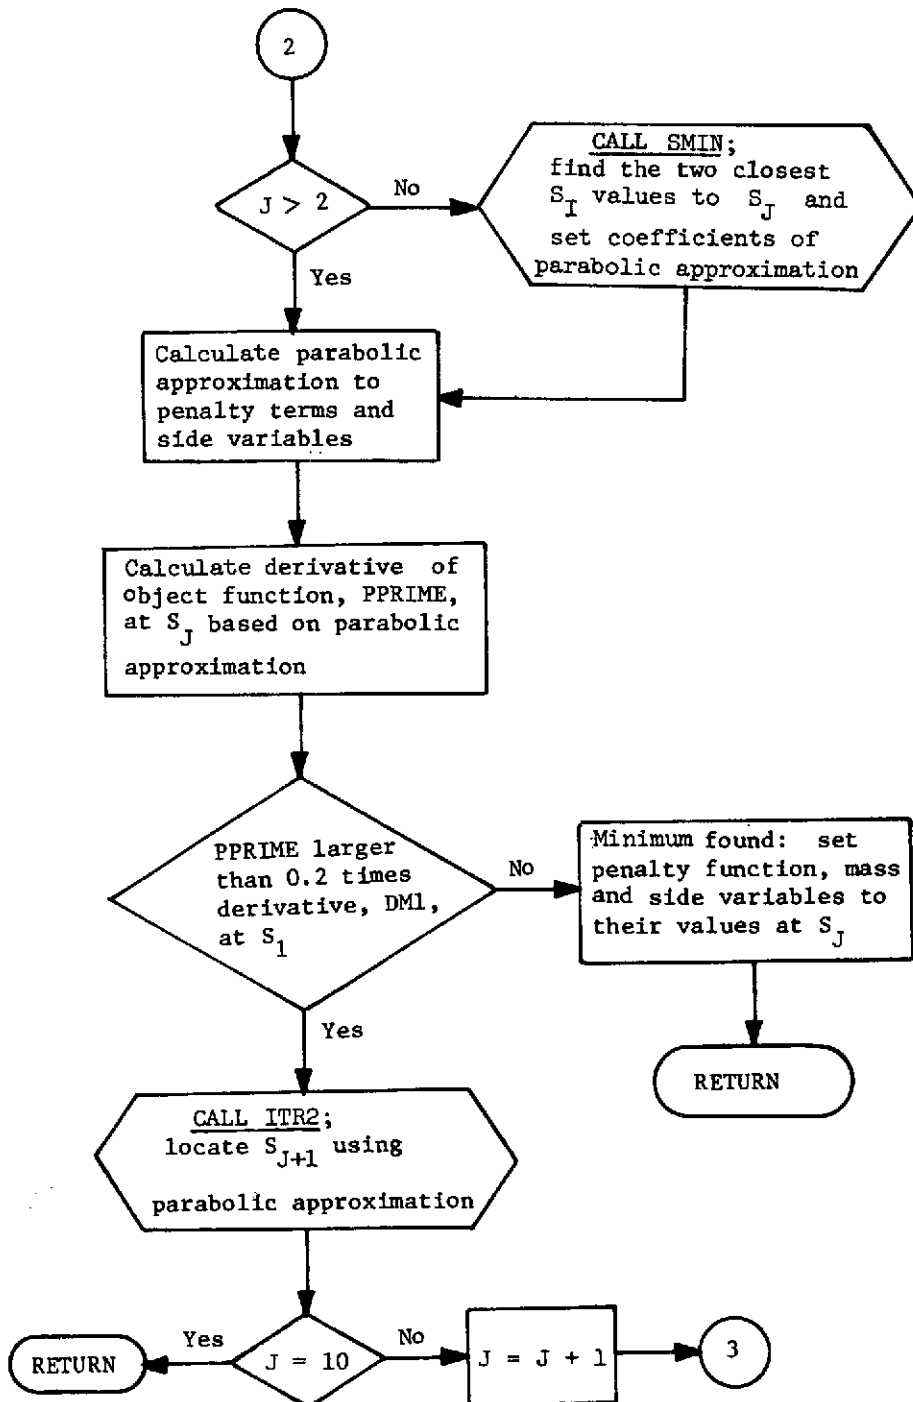 2
J > 2
No
Yes
CALL SMIN;
find the two closest
S_I values to S_J and
set coefficients of
parabolic approximation
Calculate parabolic
approximation to
penalty terms and
side variables
Calculate derivative of
object function, PPRIME,
at S_J based on parabolic
approximation
PPRIME larger
than 0.2 times
derivative, DM1,
at S_1
No
Yes
Minimum found: set
penalty function, mass
and side variables to
their values at S_J
RETURN
CALL ITR2;
locate S_J+1 using
parabolic approximation
RETURN
Yes
J = 10
No
J = J + 1
3